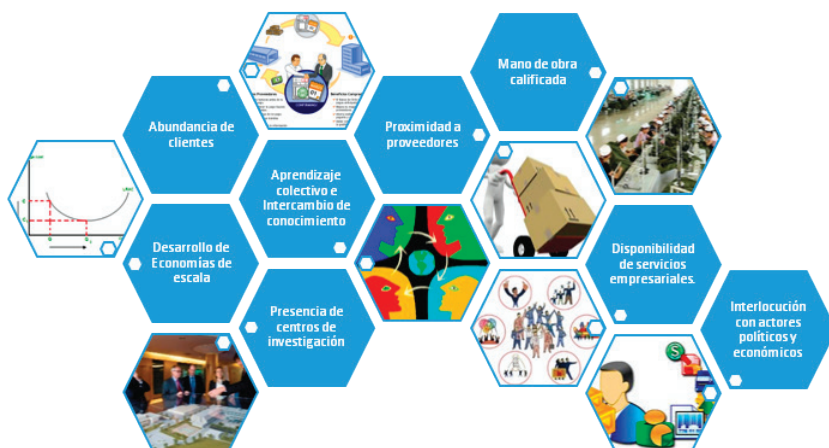 Mano de obra
calificada
Abundancia de
clientes
Proximidad a
proveedores
Aprendizaje
colectivo e
Intercambio de
conocimiento
Desarrollo de
Economías de
escala
Disponibilidad
de servicios
empresariales.
Presencia de
centros de
investigación
Interlocución
con actores
políticos y
económicos